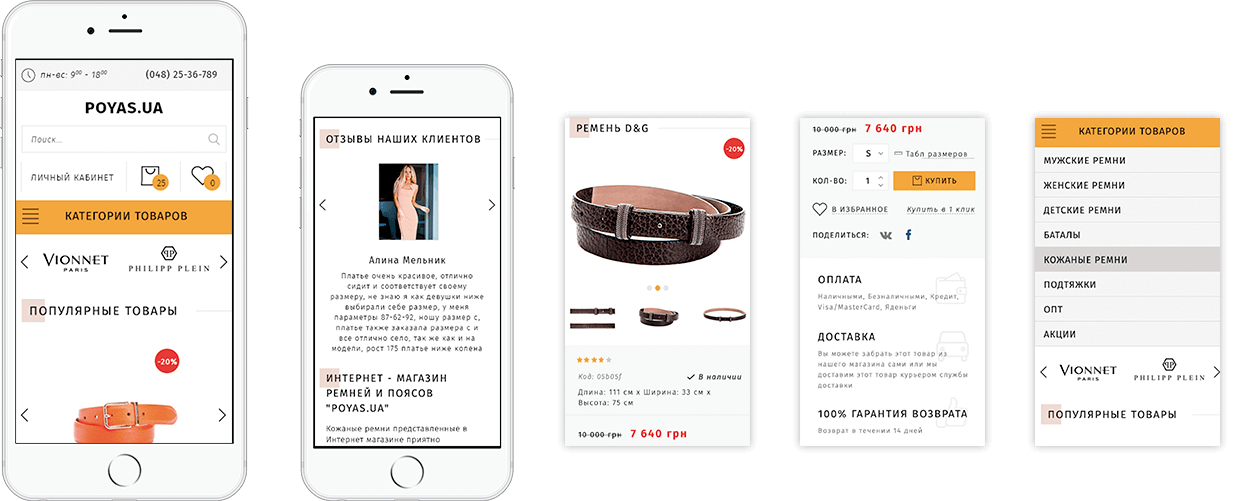 пн-вс: 9⁰⁰ - 18⁰⁰ (048) 25-36-789
POYAS.UA
Поиск...
ЛИЧНЫЙ КАБИНЕТ 25 0
КАТЕГОРИИ ТОВАРОВ
VIONNET PARIS PHILIPP PLEIN
ПОПУЛЯРНЫЕ ТОВАРЫ
-20%
ОТЗЫВЫ НАШИХ КЛИЕНТОВ
Алина Мельник
Платье очень красивое, отлично
сидит и соответствует своему
размеру, не знаю я как девушки ниже
выбирали себе размер, у меня
параметры 87-62-92, ношу размер с,
платье также заказала размера с и
все отлично село, так же как и на
модели, рост 175 платье ниже колена
ИНТЕРНЕТ - МАГАЗИН
РЕМНЕЙ И ПОЯСОВ
"POYAS.UA"
Кожаные ремни представленные в
Интернет магазине приятно
РЕМЕНЬ D&G
-20%
Код: 05b05f В наличии
Длина: 111 см х Ширина: 33 см х
Высота: 75 см
10 000 грн 7 640 грн
10 000 грн 7 640 грн
РАЗМЕР: S Табл размеров
КОЛ-ВО: 1 КУПИТЬ
В ИЗБРАННОЕ Купить в 1 клик
ПОДЕЛИТЬСЯ:
ОПЛАТА
Наличными, Безналичными, Кредит,
Visa/MasterCard, Яденьги
ДОСТАВКА
Вы можете забрать этот товар из
нашего магазина сами или мы
доставим этот товар курьером службы
доставки
100% ГАРАНТИЯ ВОЗВРАТА
Возврат в течении 14 дней
КАТЕГОРИИ ТОВАРОВ
МУЖСКИЕ РЕМНИ
ЖЕНСКИЕ РЕМНИ
ДЕТСКИЕ РЕМНИ
БАТАЛЫ
КОЖАНЫЕ РЕМНИ
ПОДТЯЖКИ
ОПТ
АКЦИИ
VIONNET PARIS PHILIPP PLEIN
ПОПУЛЯРНЫЕ ТОВАРЫ